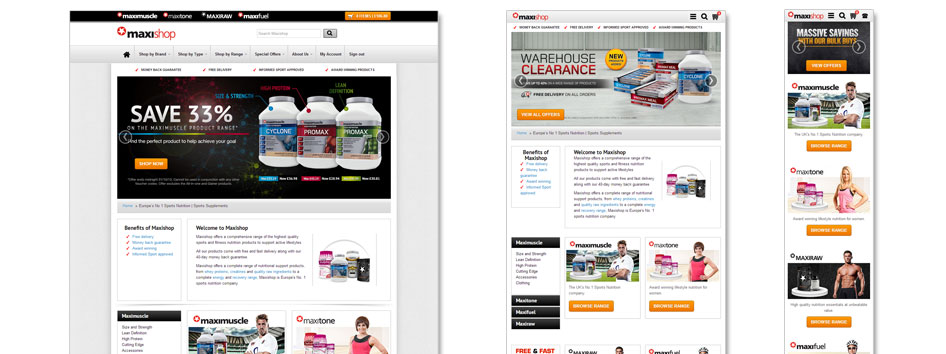 maximuscle maxitone MAXIRAW maxifuel
maxishop
Search Maxishop
Search
Shop by Brand Shop by Type Shop by Range Special Offers About Us My Account Sign out
MONEY BACK GUARANTEE FREE DELIVERY INFORMED SPORT APPROVED AWARD WINNING PRODUCTS
SIZE & STRENGTH
HIGH PROTEIN
LEAN DEFINITION
SAVE 33%
ON THE MAXIMUSCLE PRODUCT RANGE*
Find the perfect product to help achieve your goal
CYCLONE PROMAX PROMAX
SHOP NOW
Home Europe's No 1 Sports Nutrition | Sports Supplements
Benefits of Maxishop
Free delivery
Money back guarantee
Award winning
Informed Sport approved
Welcome to Maxishop
Maxishop offers a comprehensive range of the highest quality sports and fitness nutrition products to support active lifestyles
All our products come with free and fast delivery along with our 40-day money back guarantee.
Maxishop offers a complete range of nutritional support products, from whey proteins, creatines and quality raw ingredients to a complete energy and recovery range. Maxishop is Europe's No. 1 sports nutrition company.
Maximuscle
Size and Strength
Lean Definition
High Protein
Cutting Edge
Accessories
maximuscle
maxitone
maxishop
MONEY BACK GUARANTEE FREE DELIVERY INFORMED SPORT APPROVED AWARD WINNING PRODUCTS
WAREHOUSE
CLEARANCE
NEW PRODUCTS ADDED
FREE DELIVERY ON ALL ORDERS
PROMAX MEAL
CYCLONE
VIEW ALL OFFERS
Home Europe's No 1 Sports Nutrition | Sports Supplements
Benefits of
Maxishop
Free delivery
Money back
guarantee
Award winning
Informed Sport
approved
Welcome to Maxishop
Maxishop offers a comprehensive range of the
highest quality sports and fitness nutrition products
to support active lifestyles
All our products come with free and fast delivery
along with our 40-day money back guarantee.
Maxishop offers a complete range of nutritional
support products, from whey proteins, creatines
and quality raw ingredients to a complete energy
and recovery range. Maxishop is Europe's No. 1
sports nutrition company.
Maximuscle
Size and Strength
Lean Definition
High Protein
Cutting Edge
Accessories
Clothing
Maxitone
Maxifuel
Maxiraw
maximuscle
The UK's No 1 Sports Nutrition
company
BROWSE RANGE
maxitone
Award winning lifestyle nutrition for
women
BROWSE RANGE
FREE & FAST
maxishop
MASSIVE SAVINGS
WITH OUR BULK BUYS
VIEW OFFERS
maximuscle
The UK's No 1 Sports Nutrition company
BROWSE RANGE
maxitone
Award winning lifestyle nutrition for women
BROWSE RANGE
MAXIRAW
High quality nutrition essentials at unbeatable
rates
BROWSE RANGE
maxifuel